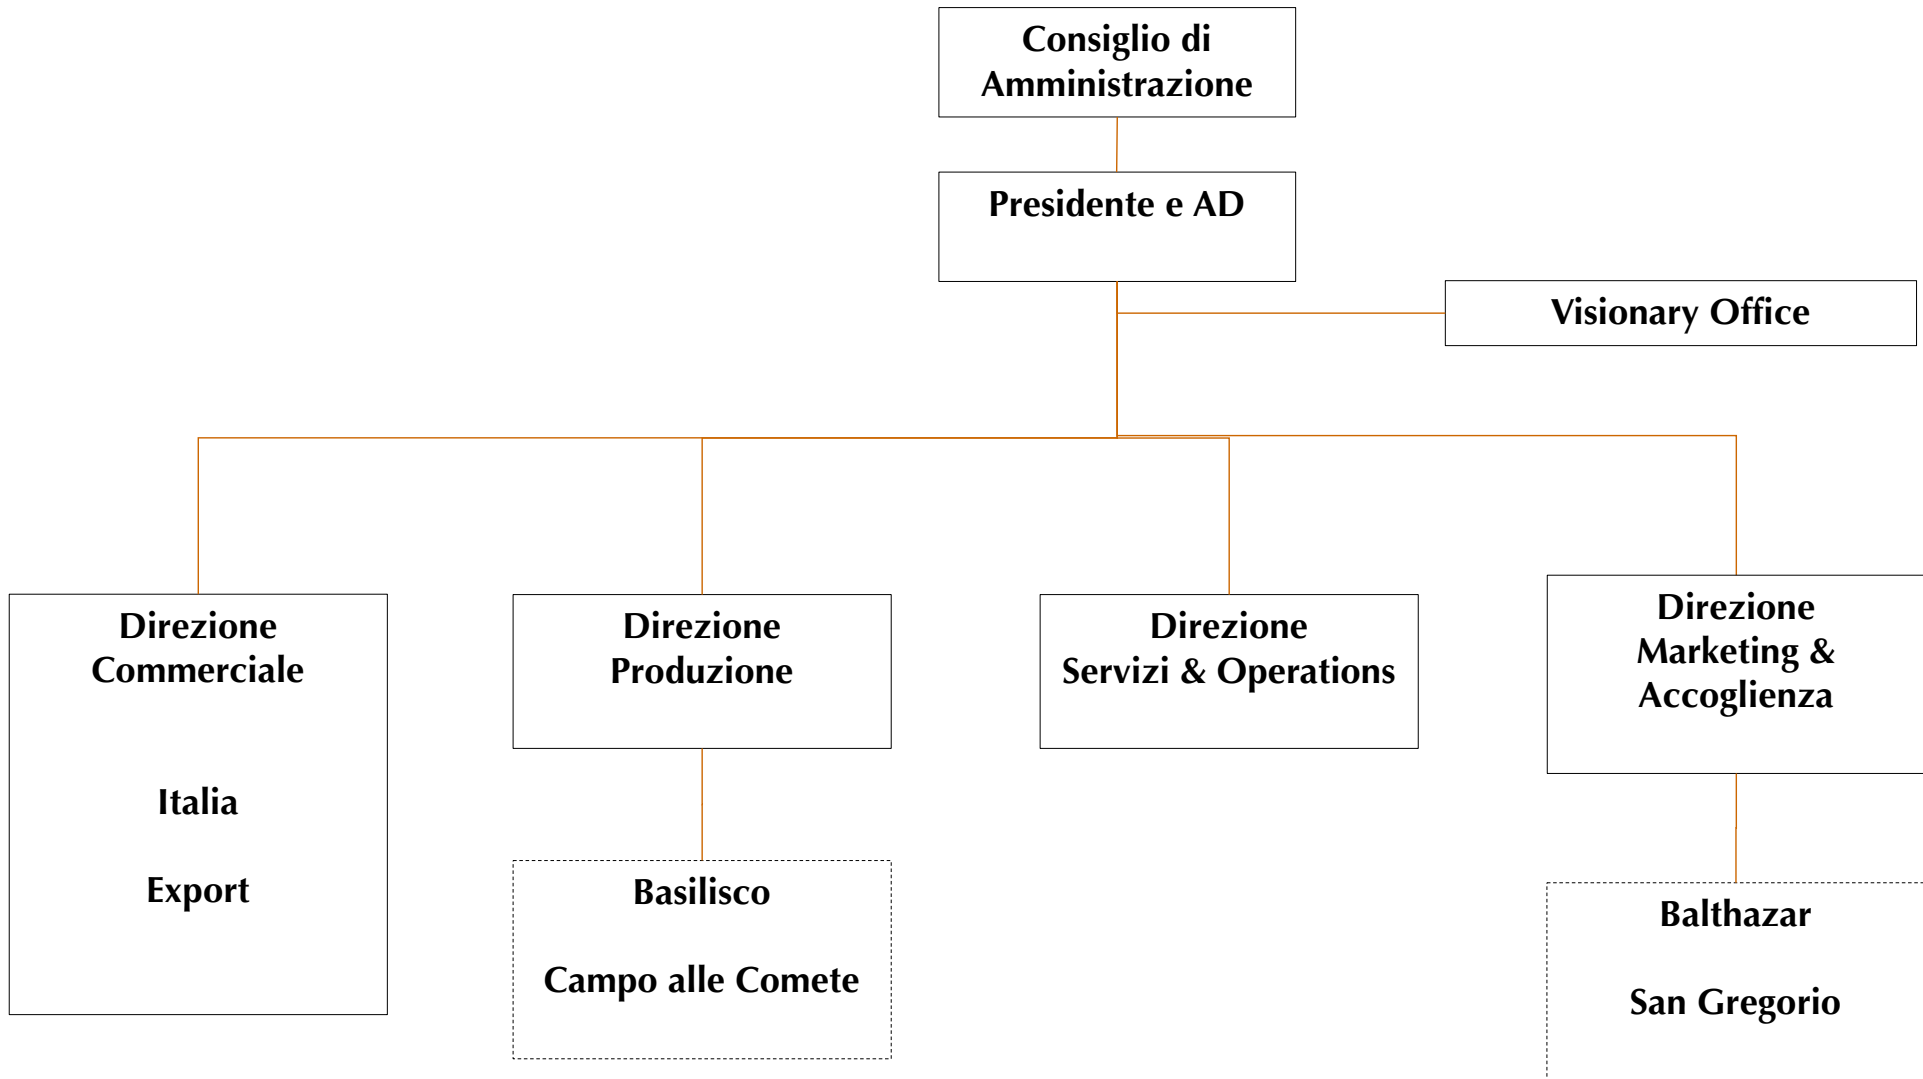 Consiglio di
Amministrazione
Presidente e AD
Visionary Office
Direzione
Commerciale
Italia
Export
Direzione
Produzione
Direzione
Servizi & Operations
Direzione
Marketing &
Accoglienza
Basilisco
Campo alle Comete
Balthazar
San Gregorio